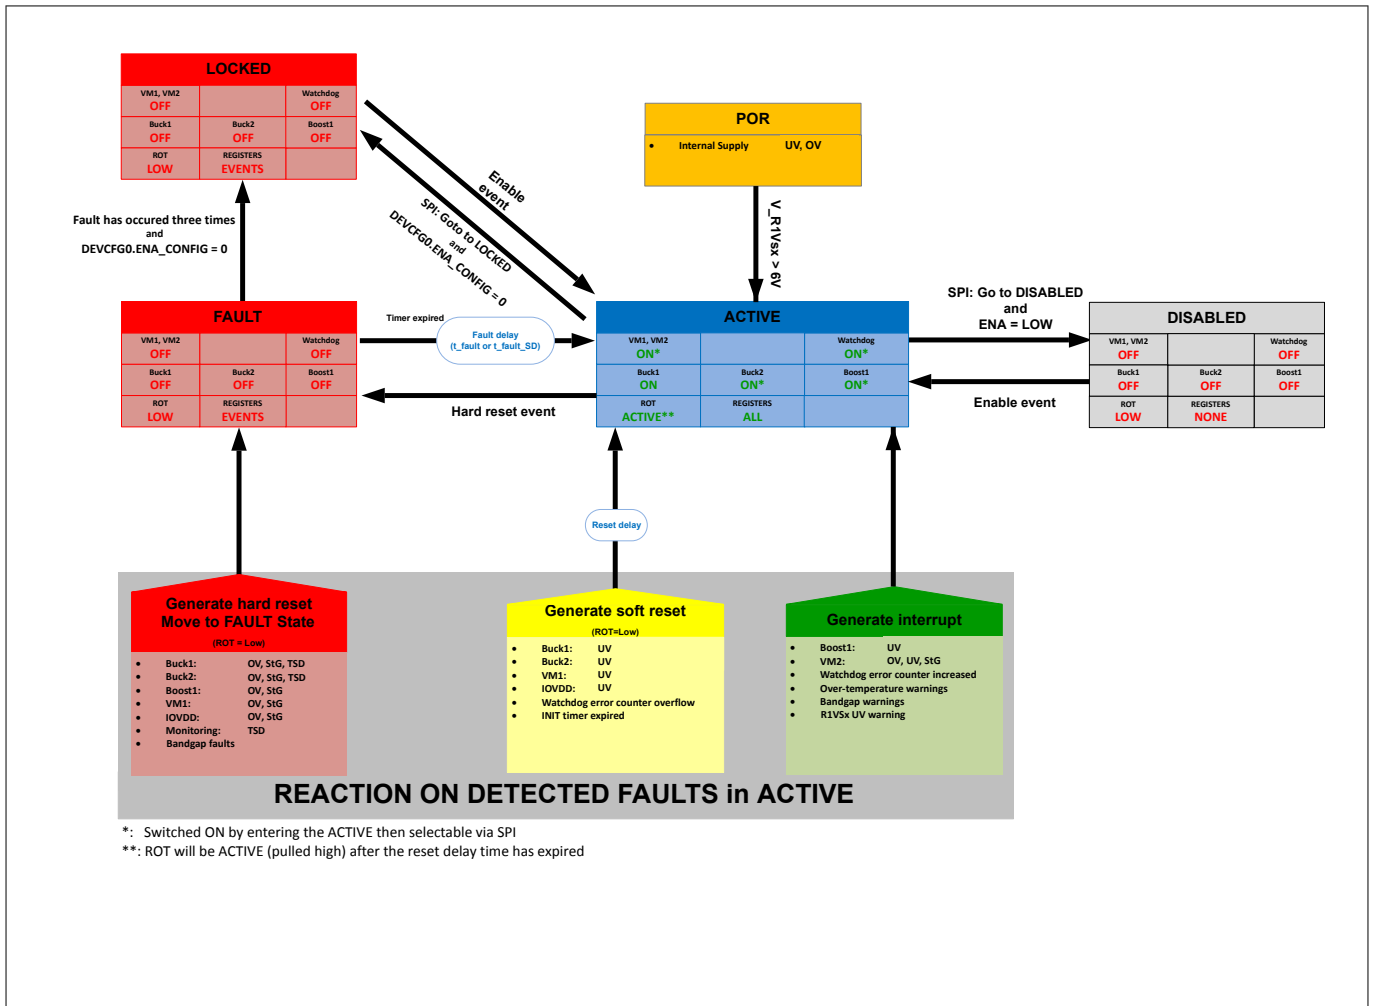 LOCKED
VM1, VM2
OFF
Watchdog
OFF
Buck1
OFF
Buck2
OFF
Boost1
OFF
ROT
LOW
REGISTERS
EVENTS
POR
• Internal Supply UV, OV
Enable
event
SPI: Goto to LOCKED
and
DEVCFG0.ENA_CONFIG = 0
V_R1Vsx > 6V
Fault has occured three times
and
DEVCFG0.ENA_CONFIG = 0
FAULT
VM1, VM2
OFF
Watchdog
OFF
Buck1
OFF
Buck2
OFF
Boost1
OFF
ROT
LOW
REGISTERS
EVENTS
Timer expired
Fault delay
(t_fault or t_fault_SD)
Hard reset event
ACTIVE
VM1, VM2
ON*
Watchdog
ON*
Buck1
ON
Buck2
ON*
Boost1
ON*
ROT
ACTIVE**
REGISTERS
ALL
SPI: Go to DISABLED
and
ENA = LOW
Enable event
DISABLED
VM1, VM2
OFF
Watchdog
OFF
Buck1
OFF
Buck2
OFF
Boost1
OFF
ROT
LOW
REGISTERS
NONE
Reset delay
Generate hard reset
Move to FAULT State
(ROT = Low)
• Buck1: OV, StG, TSD
• Buck2: OV, StG, TSD
• Boost1: OV, StG
• VM1: OV, StG
• IOVDD: OV, StG
• Monitoring: TSD
• Bandgap faults
Generate soft reset
(ROT=Low)
• Buck1: UV
• Buck2: UV
• VM1: UV
• IOVDD: UV
• Watchdog error counter overflow
• INIT timer expired
Generate interrupt
• Boost1: UV
• VM2: OV, UV, StG
• Watchdog error counter increased
• Over-temperature warnings
• Bandgap warnings
• R1VSx UV warning
REACTION ON DETECTED FAULTS in ACTIVE
*: Switched ON by entering the ACTIVE then selectable via SPI
**: ROT will be ACTIVE (pulled high) after the reset delay time has expired